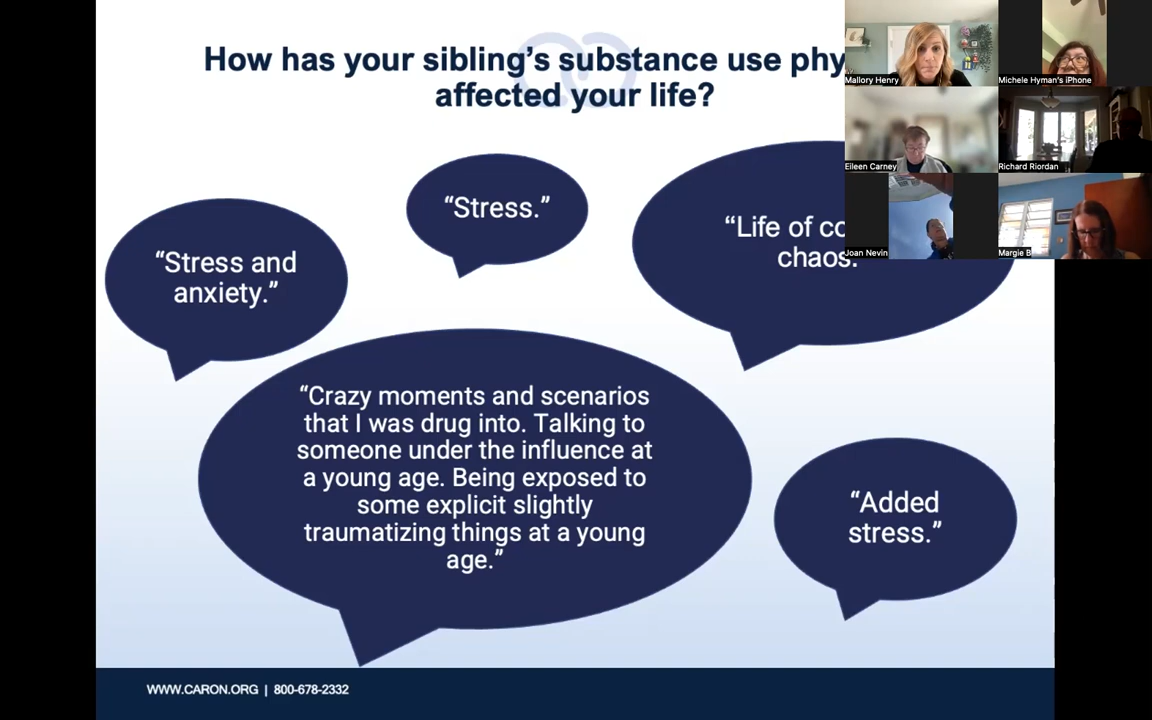 How has your sibling’s substance use phy
affected your life?
Mallory Henry
Michele Hyman's iPhone
Eileen Carney
Richard Riordan
Joan Nevin
Margie B
“Stress.”
“Life of co
chaos.
“Stress and
anxiety.”
“Crazy moments and scenarios
that I was drug into. Talking to
someone under the influence at
a young age. Being exposed to
some explicit slightly
traumatizing things at a young
age.”
“Added
stress.”
WWW.CARON.ORG | 800-678-2332